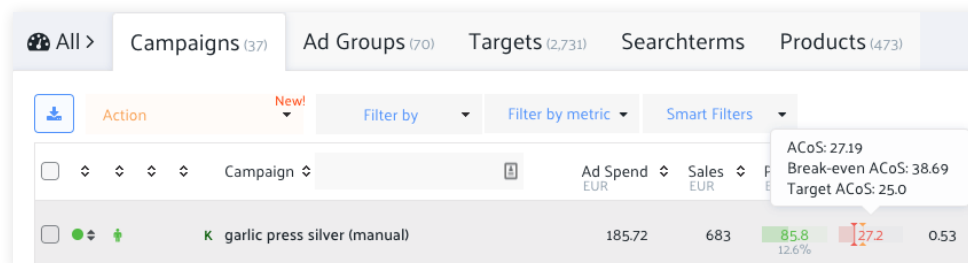 All > Campaigns (37) Ad Groups (70) Targets (2,731) Searchterms Products (473)
Action New! Filter by Filter by metric Smart Filters
ACoS: 27.19
Break-even ACoS: 38.69
Target ACoS: 25.0
Campaign Ad Spend Sales P
EUR EUR E
K garlic press silver (manual) 185.72 683 85.8 27.2 0.53
12.6%